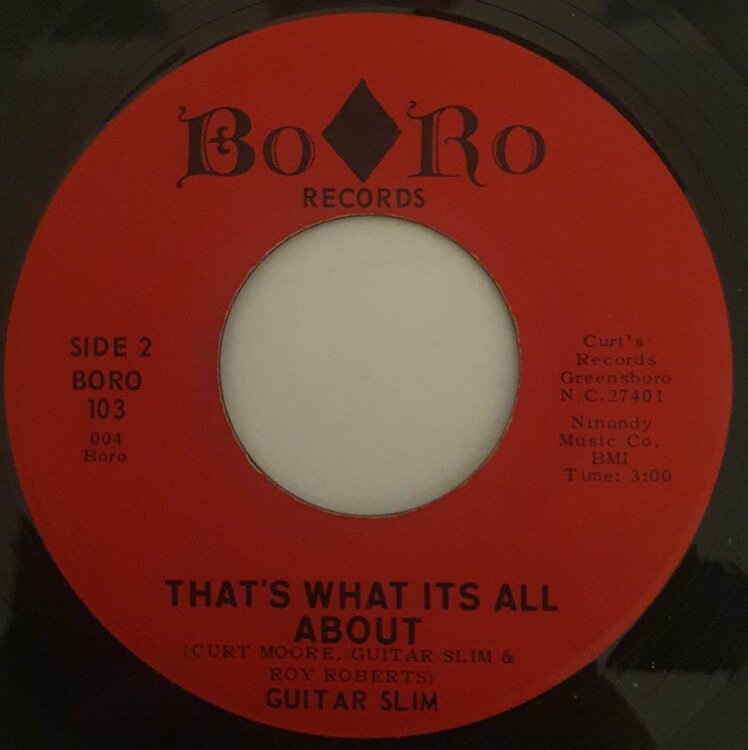 Bo Ro
RECORDS
SIDE 2
BORO
103
004
Boro
Curt's
Records
Greensboro
N.C.27401
Ninandy
Music Co.
BMI
Time: 3:00
THAT'S WHAT ITS ALL
ABOUT
(CURT MOORE, GUITAR SLIM &
ROY ROBERTS)
GUITAR SLIM